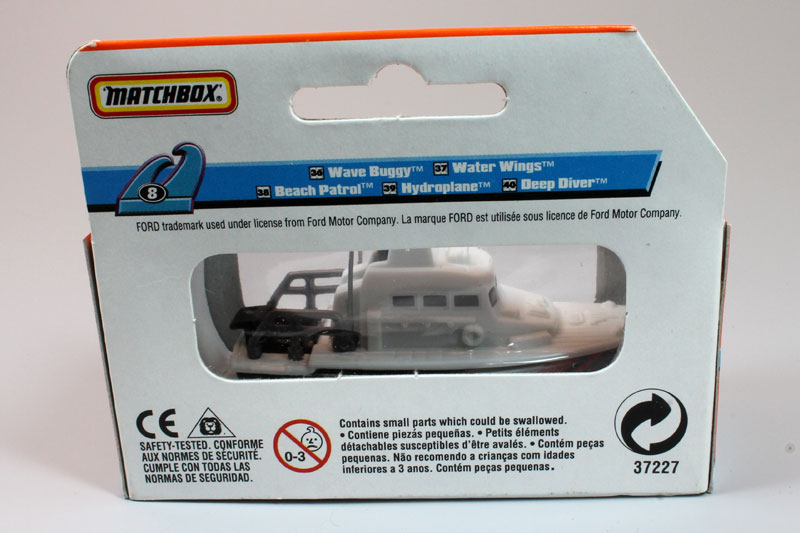 MATCHBOX®
8
36 Wave Buggy™ 37 Water Wings™
38 Beach Patrol™ 39 Hydroplane™ 40 Deep Diver™
FORD trademark used under license from Ford Motor Company. La marque FORD est utilisée sous licence de Ford Motor Company.
CE
SAFETY-TESTED. CONFORME
AUX NORMES DE SÉCURITÉ.
CUMPLE CON TODAS LAS
NORMAS DE SEGURIDAD.
0-3
Contains small parts which could be swallowed.
• Contiene piezas pequeñas. • Petits éléments
détachables susceptibles d'être avalés. • Contém peças
pequenas. Não recomendo a crianças com idades
inferiores a 3 anos. Contém peças pequenas.
37227